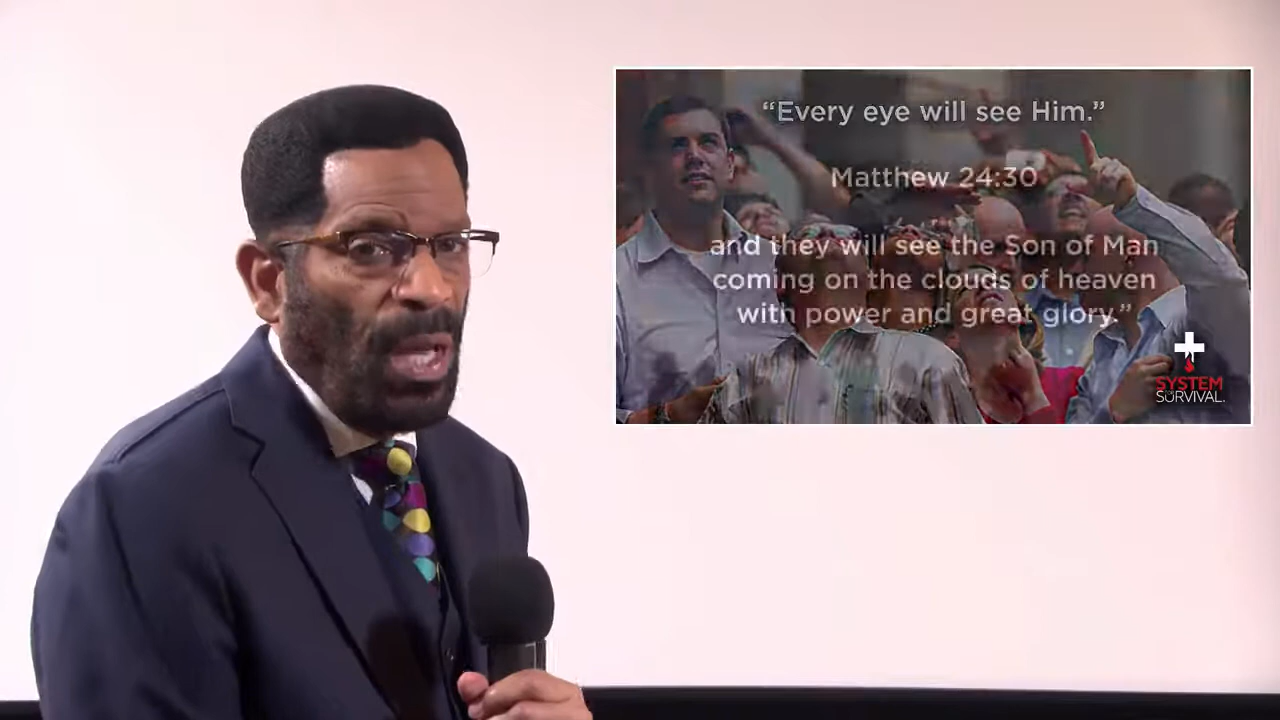 “Every eye will see Him.”
Matthew 24:30
and they will see the Son of Man
coming on the clouds of heaven
with power and great glory.”
SYSTEM
FOR
SURVIVAL.